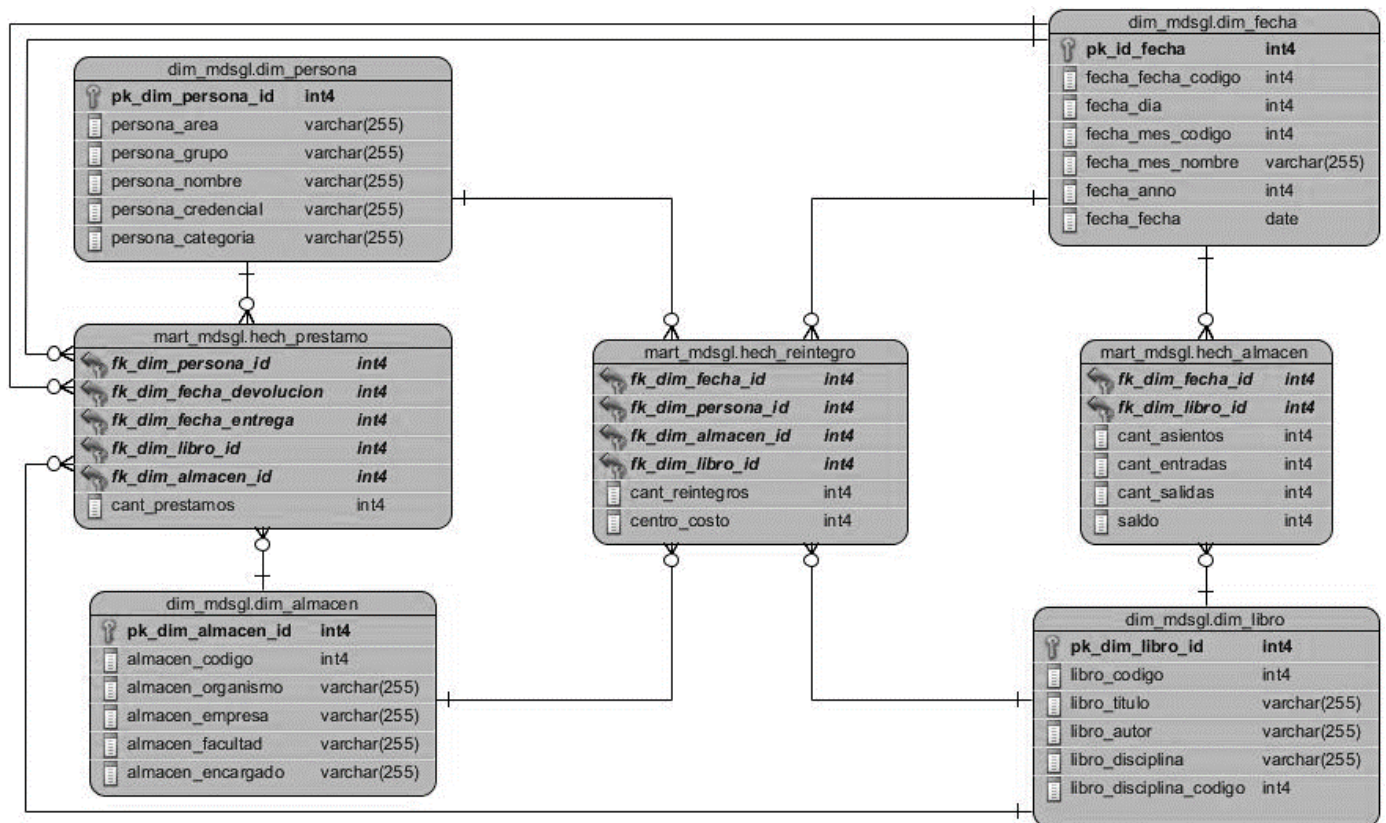 dim_mdsgl.dim_fecha
pk_id_fecha int4
fecha_fecha_codigo int4
fecha_dia int4
fecha_mes_codigo int4
fecha_mes_nombre varchar(255)
fecha_anno int4
fecha_fecha date
dim_mdsgl.dim_persona
pk_dim_persona_id int4
persona_area varchar(255)
persona_grupo varchar(255)
persona_nombre varchar(255)
persona_credencial varchar(255)
persona_categoria varchar(255)
mart_mdsgl.hech_prestamo
fk_dim_persona_id int4
fk_dim_fecha_devolucion int4
fk_dim_fecha_entrega int4
fk_dim_libro_id int4
fk_dim_almacen_id int4
cant_prestamos int4
mart_mdsgl.hech_reintegro
fk_dim_fecha_id int4
fk_dim_persona_id int4
fk_dim_almacen_id int4
fk_dim_libro_id int4
cant_reintegros int4
centro_costo int4
mart_mdsgl.hech_almacen
fk_dim_fecha_id int4
fk_dim_libro_id int4
cant_asientos int4
cant_entradas int4
cant_salidas int4
saldo int4
dim_mdsgl.dim_almacen
pk_dim_almacen_id int4
almacen_codigo int4
almacen_organismo varchar(255)
almacen_empresa varchar(255)
almacen_facultad varchar(255)
almacen_encargado varchar(255)
dim_mdsgl.dim_libro
pk_dim_libro_id int4
libro_codigo int4
libro_titulo varchar(255)
libro_autor varchar(255)
libro_disciplina varchar(255)
libro_disciplina_codigo int4